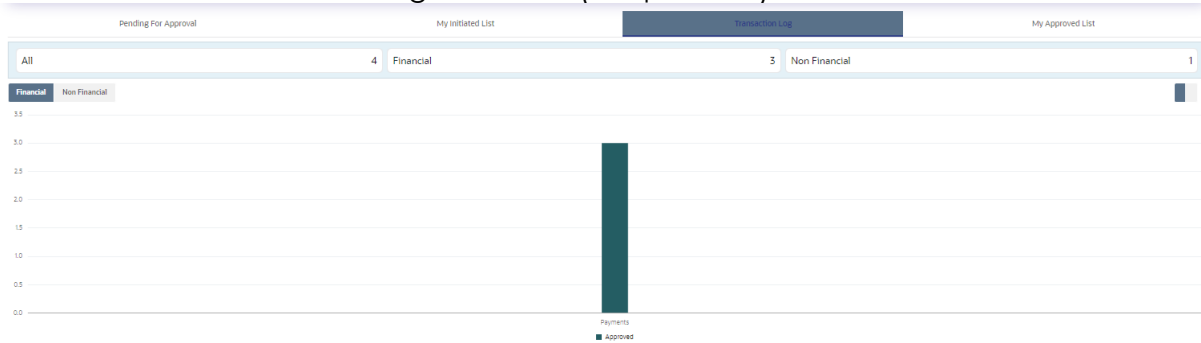 Pending For Approval My Initiated List Transaction Log My Approved List
All 4 Financial 3 Non Financial 1
Financial Non Financial
3.5
3.0
2.5
2.0
1.5
1.0
0.5
0.0
Payments
Approved